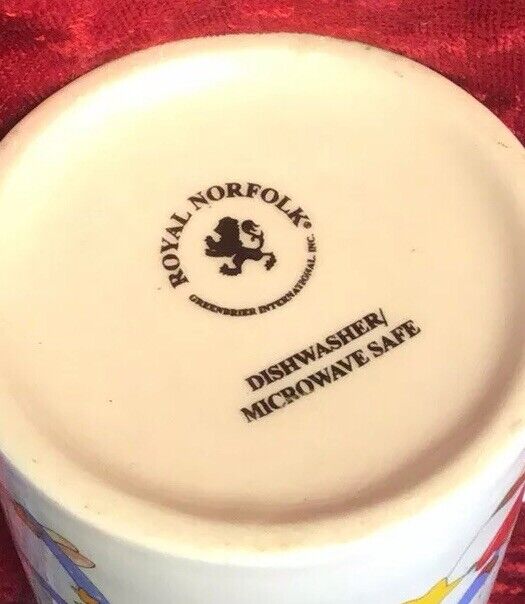 ROYAL NORFOLK®
GREENBRIER INTERNATIONAL, INC.
DISHWASHER/
MICROWAVE SAFE